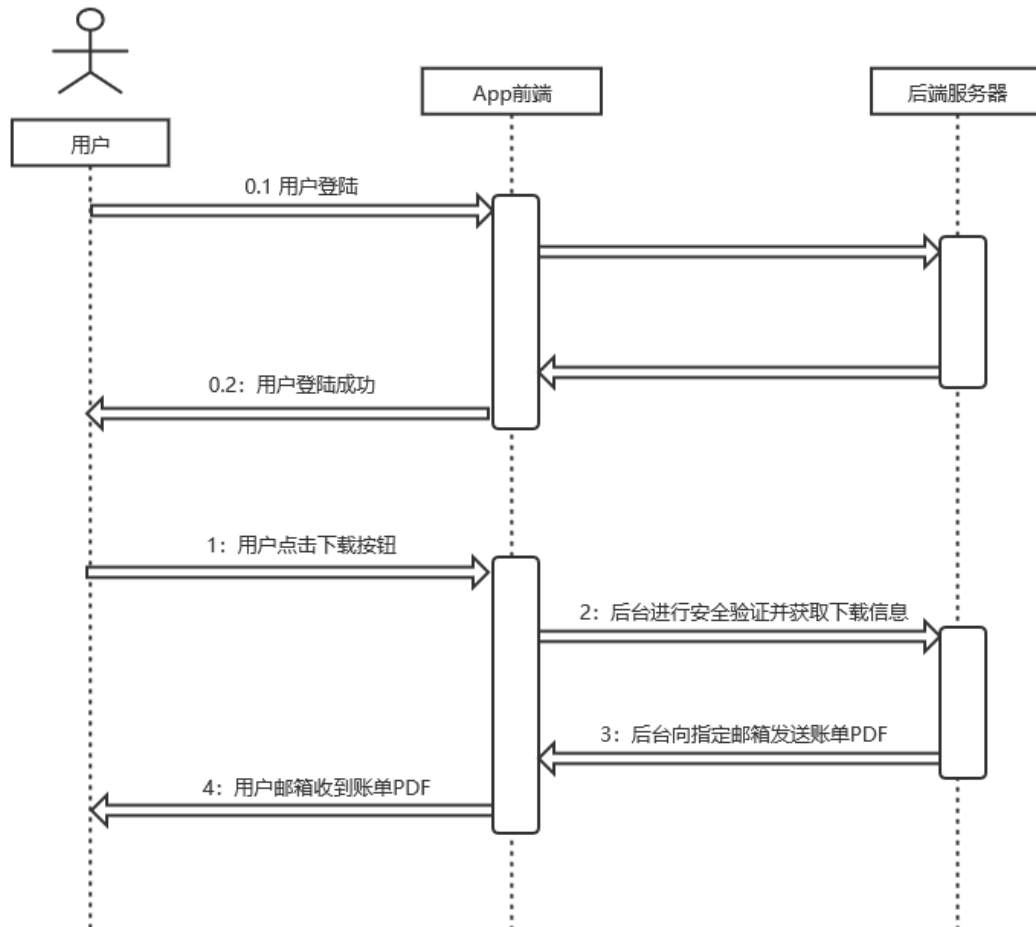 App前端
后端服务器
用户
0.1 用户登陆
0.2：用户登陆成功
1：用户点击下载按钮
2：后台进行安全验证并获取下载信息
3：后台向指定邮箱发送账单PDF
4：用户邮箱收到账单PDF